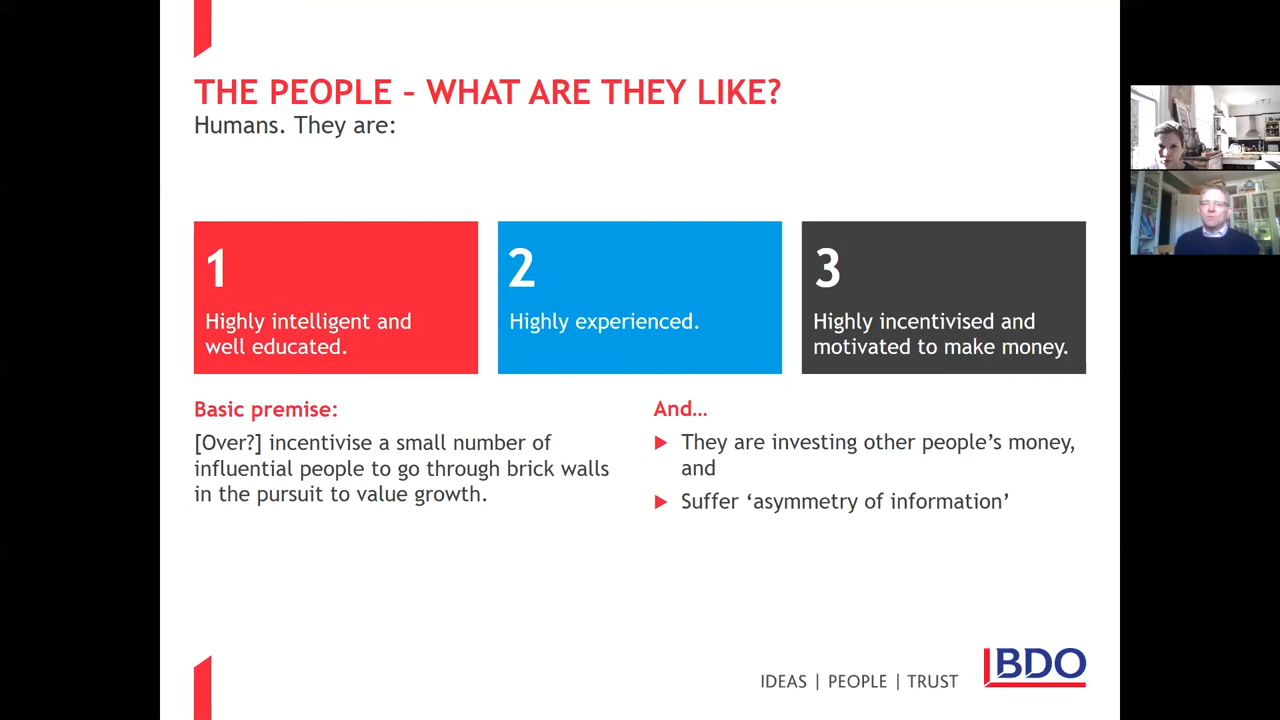 THE PEOPLE – WHAT ARE THEY LIKE?
Humans. They are:
1
Highly intelligent and
well educated.
2
Highly experienced.
3
Highly incentivised and
motivated to make money.
Basic premise:
[Over?] incentivise a small number of
influential people to go through brick walls
in the pursuit to value growth.
And…
They are investing other people’s money,
and
Suffer ‘asymmetry of information’
IDEAS | PEOPLE | TRUST
BDO